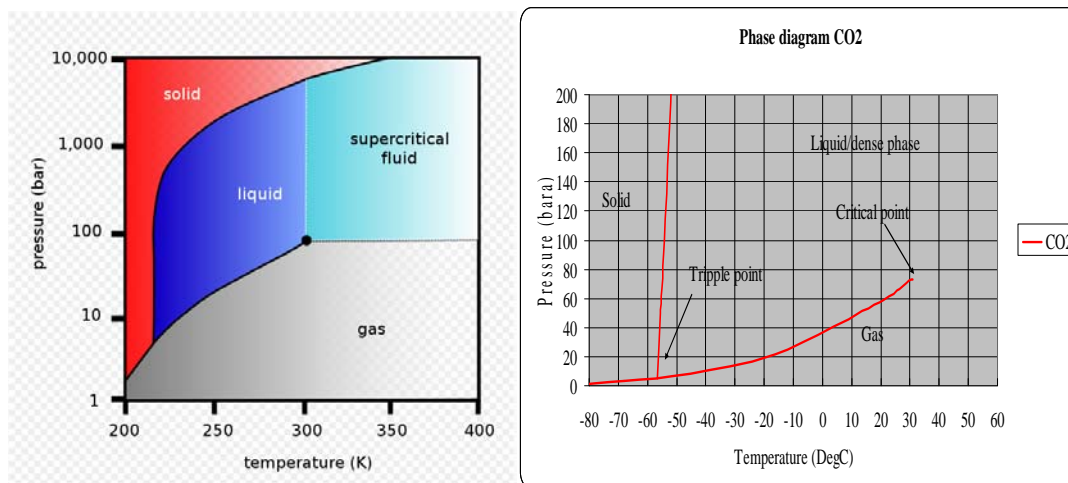 10,000
1,000
100
10
1
pressure (bar)
solid
liquid
supercritical
fluid
gas
200
250
300
350
400
temperature (K)
Phase diagram CO2
200
180
160
140
120
100
80
60
40
20
0
Pressure (bara)
Solid
Liquid/dense phase
Critical point
Tripple point
Gas
-80
-70
-60
-50
-40
-30
-20
-10
0
10
20
30
40
50
60
Temperature (DegC)
CO2